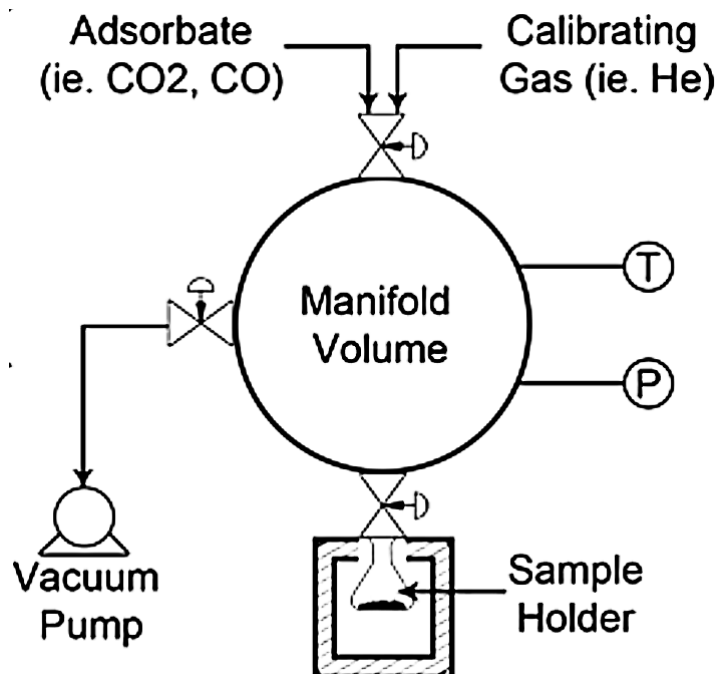 Adsorbate
(ie. CO2, CO)
Calibrating
Gas (ie. He)
Manifold
Volume
T
P
Vacuum
Pump
Sample
Holder